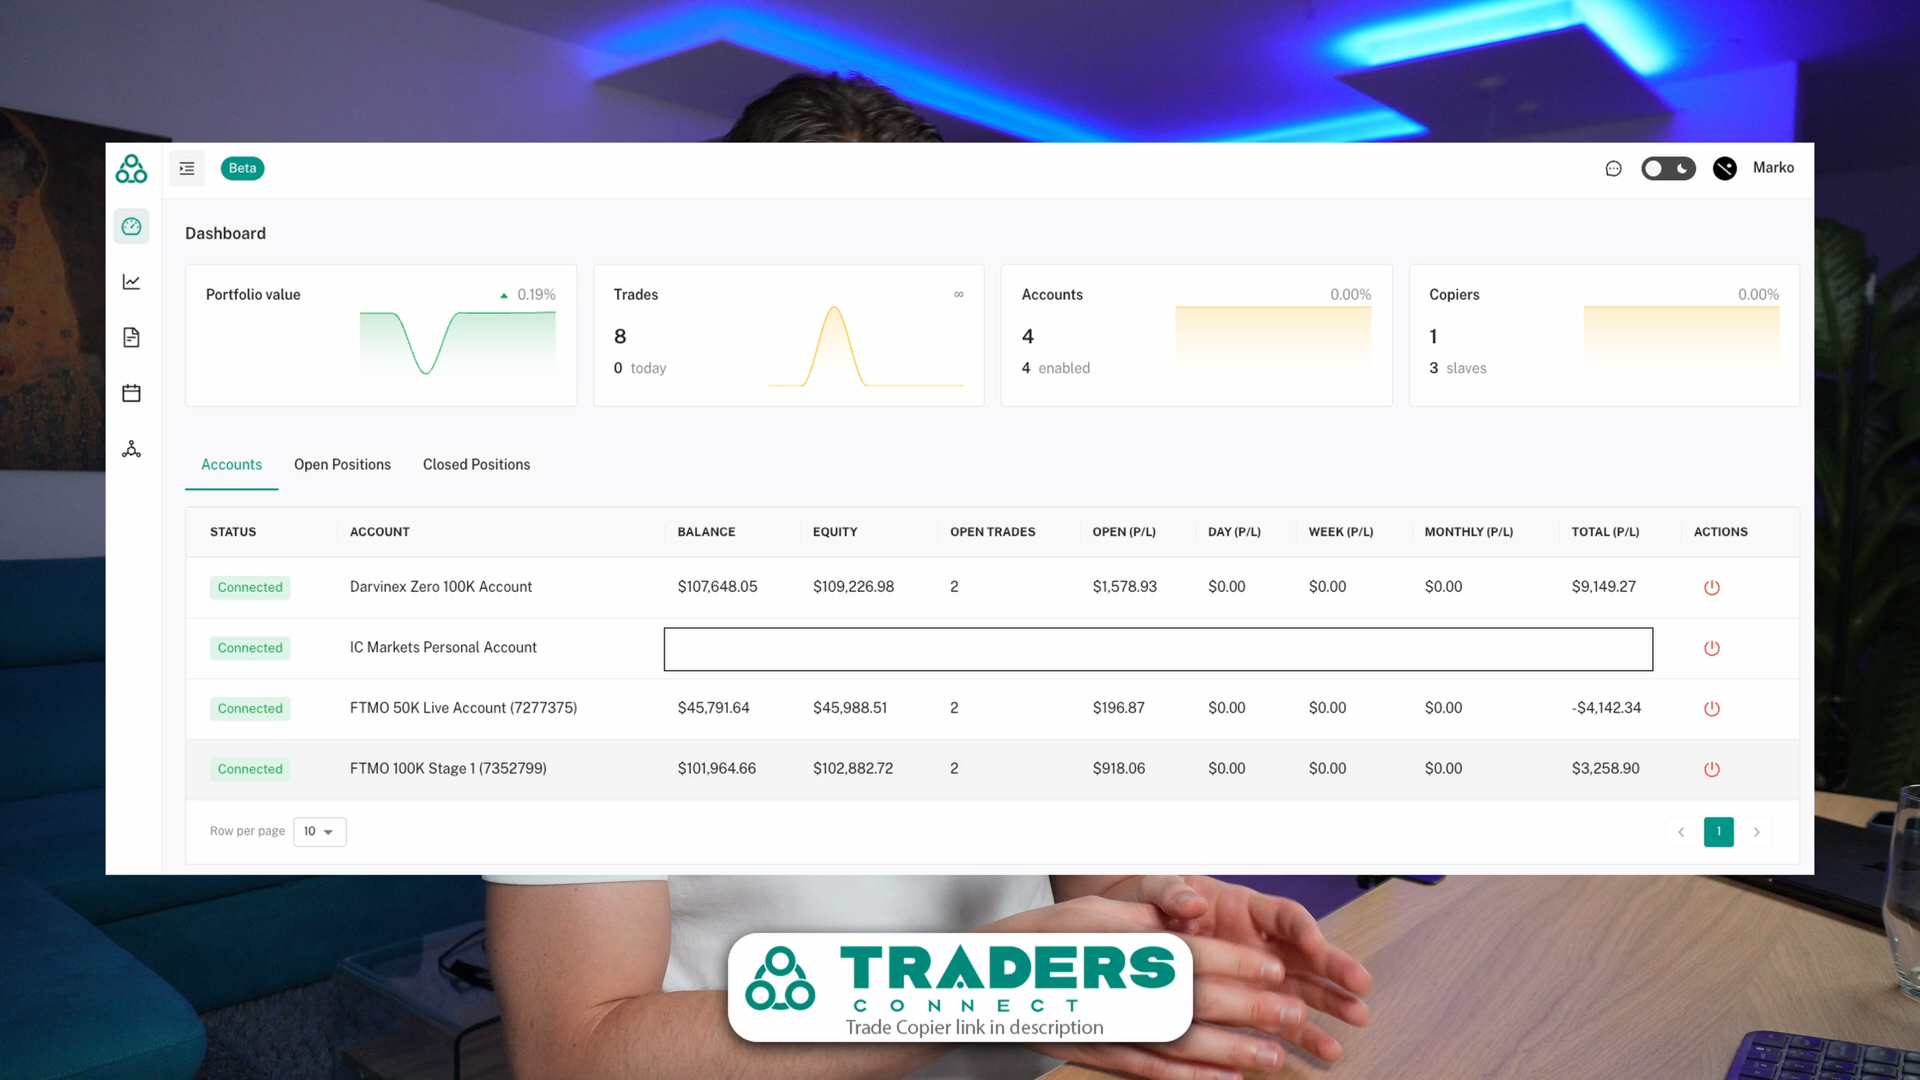 Beta
Marko
Dashboard
Portfolio value 0.19%
Trades ∞
8
0 today
Accounts 0.00%
4
4 enabled
Copiers 0.00%
1
3 slaves
Accounts Open Positions Closed Positions
STATUS ACCOUNT BALANCE EQUITY OPEN TRADES OPEN (P/L) DAY (P/L) WEEK (P/L) MONTHLY (P/L) TOTAL (P/L) ACTIONS
Connected Darvinex Zero 100K Account $107,648.05 $109,226.98 2 $1,578.93 $0.00 $0.00 $0.00 $9,149.27
Connected IC Markets Personal Account
Connected FTMO 50K Live Account (7277375) $45,791.64 $45,988.51 2 $196.87 $0.00 $0.00 $0.00 -$4,142.34
Connected FTMO 100K Stage 1 (7352799) $101,964.66 $102,882.72 2 $918.06 $0.00 $0.00 $0.00 $3,258.90
Row per page 10 1
TRADERS
CONNECT
Trade Copier link in description